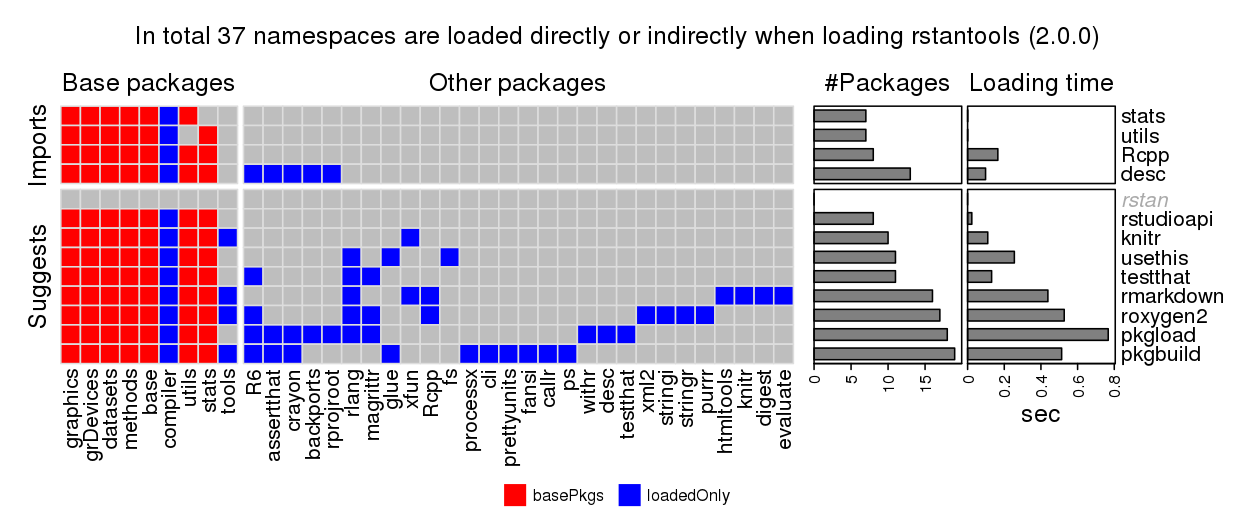 In total 37 namespaces are loaded directly or indirectly when loading rstantools (2.0.0)
Base packages
Other packages
#Packages
Loading time
Imports
Suggests
stats
utils
Rcpp
desc
rstan
rstudioapi
knitr
usethis
testthat
rmarkdown
roxygen2
pkgload
pkgbuild
graphics
grDevices
datasets
methods
base
compiler
utils
stats
tools
R6
assertthat
crayon
backports
rprojroot
rlang
magrittr
glue
xfun
Rcpp
fs
processx
cli
prettyunits
fansi
callr
ps
withr
desc
testthat
xml2
stringi
stringr
purrr
htmltools
knitr
digest
evaluate
0
5
10
15
0
0.2
0.4
0.6
0.8
sec
basePkgs
loadedOnly